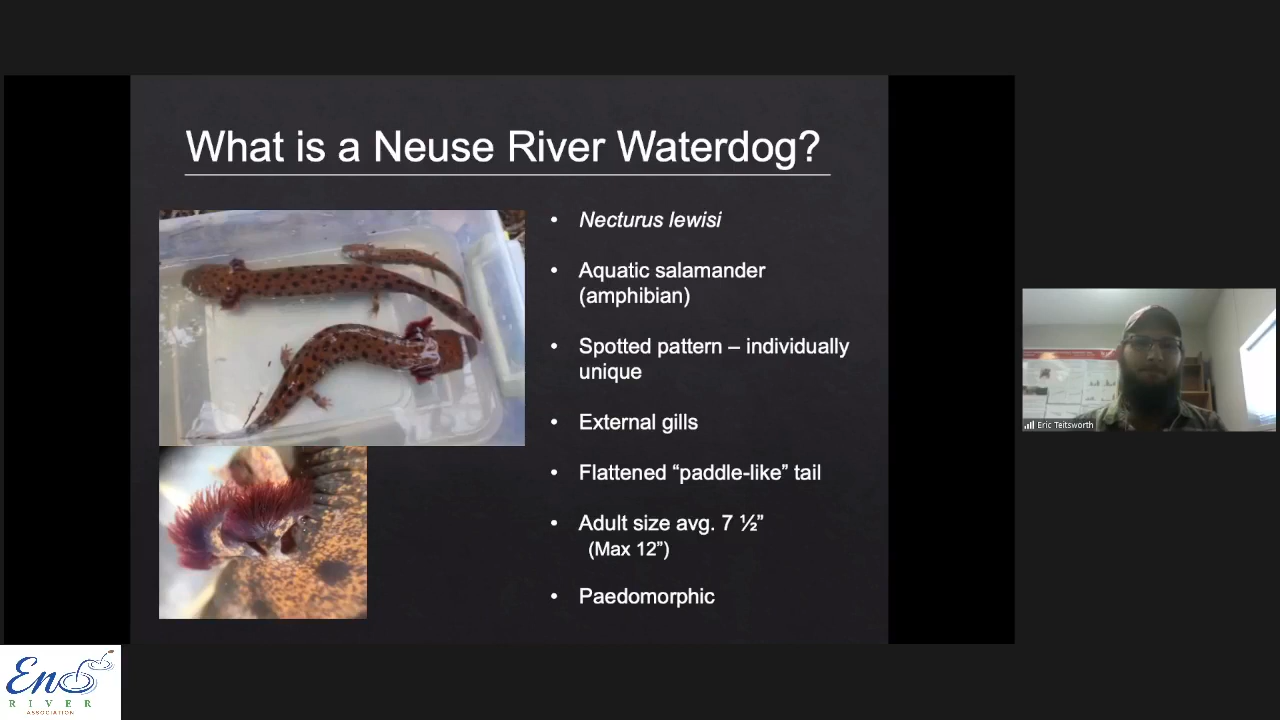 What is a Neuse River Waterdog?
• Necturus lewisi
• Aquatic salamander
(amphibian)
• Spotted pattern – individually
unique
• External gills
• Flattened “paddle-like” tail
• Adult size avg. 7 ½”
(Max 12”)
• Paedomorphic
Eric Teitsworth
Eno
RIVER
ASSOCIATION